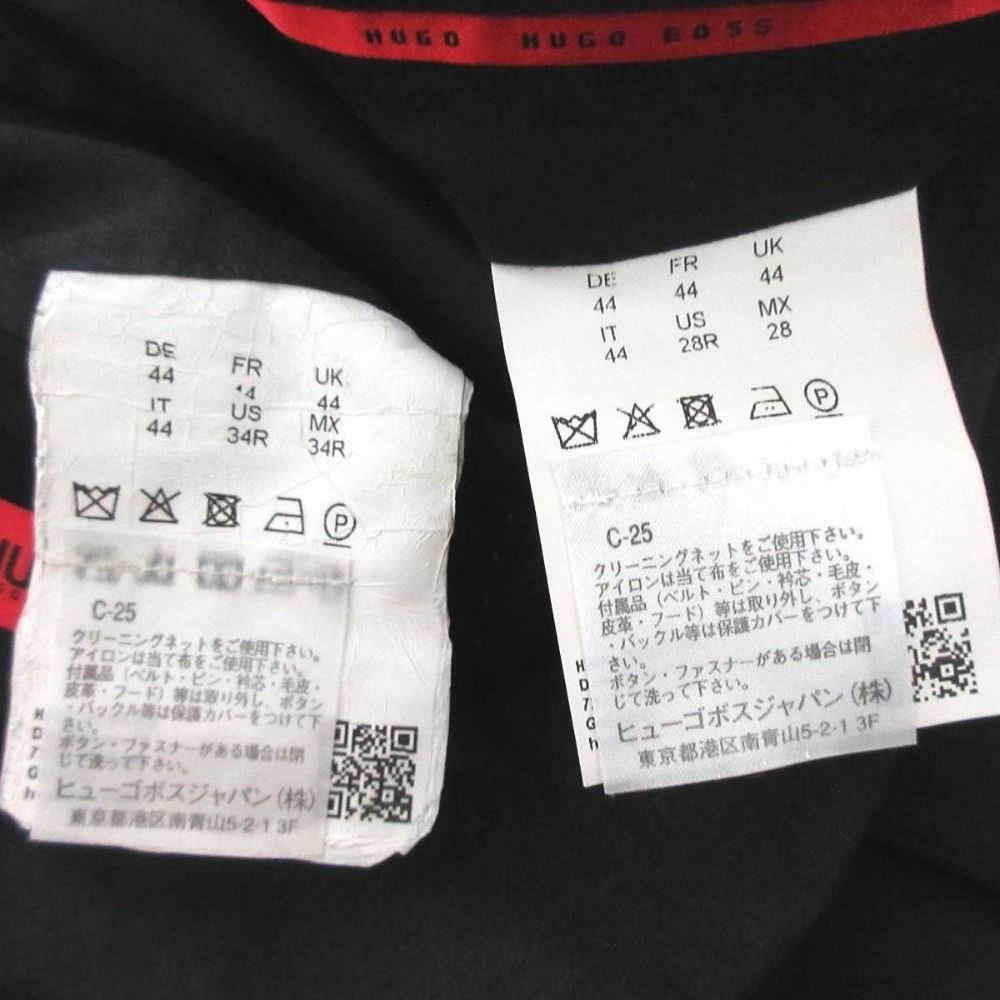 HUGO HUGO BOSS
DE FR UK
44 44 44
IT US MX
44 34R 34R
P
C-25
クリーニングネットをご使用下さい。
アイロンは当て布をご使用下さい。
付属品(ベルト・ピン・衿芯・毛皮・
皮革・フード)等は取り外し、ボタン
・バックル等は保護カバーをつけて下
さい。
ボタン・ファスナーがある場合は閉
じて洗って下さい。
ヒューゴボスジャパン(株)
東京都港区南青山5-2-1 3F
H
D
7
G
h
DE FR UK
44 44 44
IT US MX
44 28R 28
P
C-25
クリーニングネットをご使用下さい。
アイロンは当て布をご使用下さい。
付属品(ベルト・ピン・衿芯・毛皮・
皮革・フード)等は取り外し、ボタン
・バックル等は保護カバーをつけて下
さい。
ボタン・ファスナーがある場合は閉
じて洗って下さい。
ヒューゴボスジャパン(株)
東京都港区南青山5-2-1 3F
H
D
7
G
h